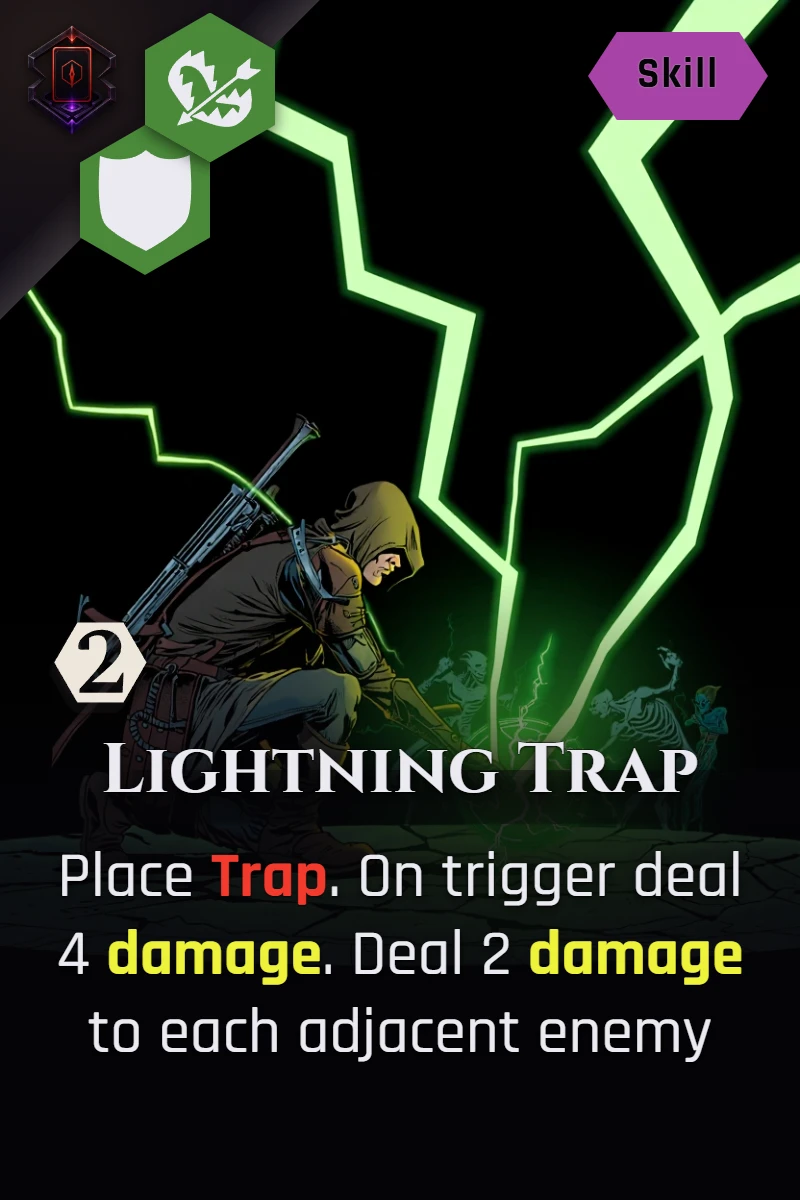 Skill
2
Lightning Trap
Place Trap. On trigger deal
4 damage. Deal 2 damage
to each adjacent enemy